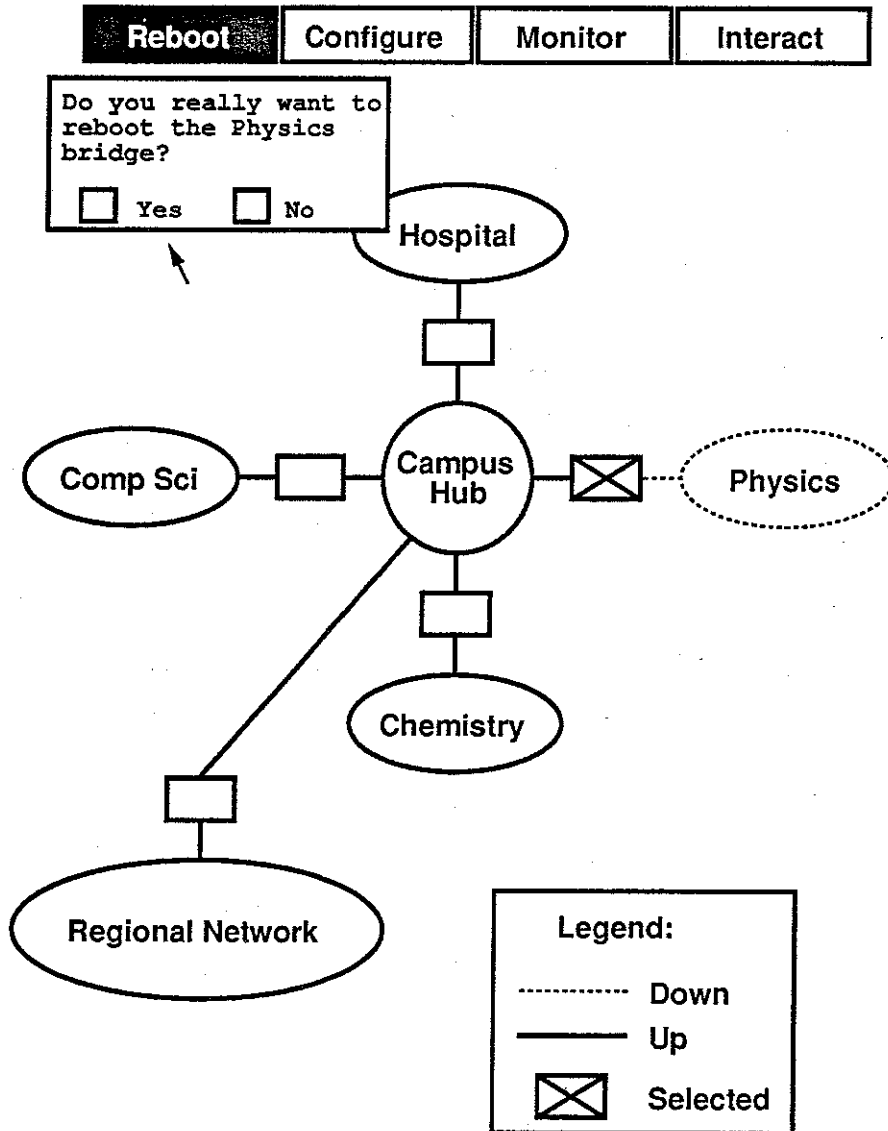 Reboot Configure Monitor Interact
Do you really want to
reboot the Physics
bridge?
Yes No
Hospital
Comp Sci
Campus
Hub
Physics
Chemistry
Regional Network
Legend:
Down
Up
Selected